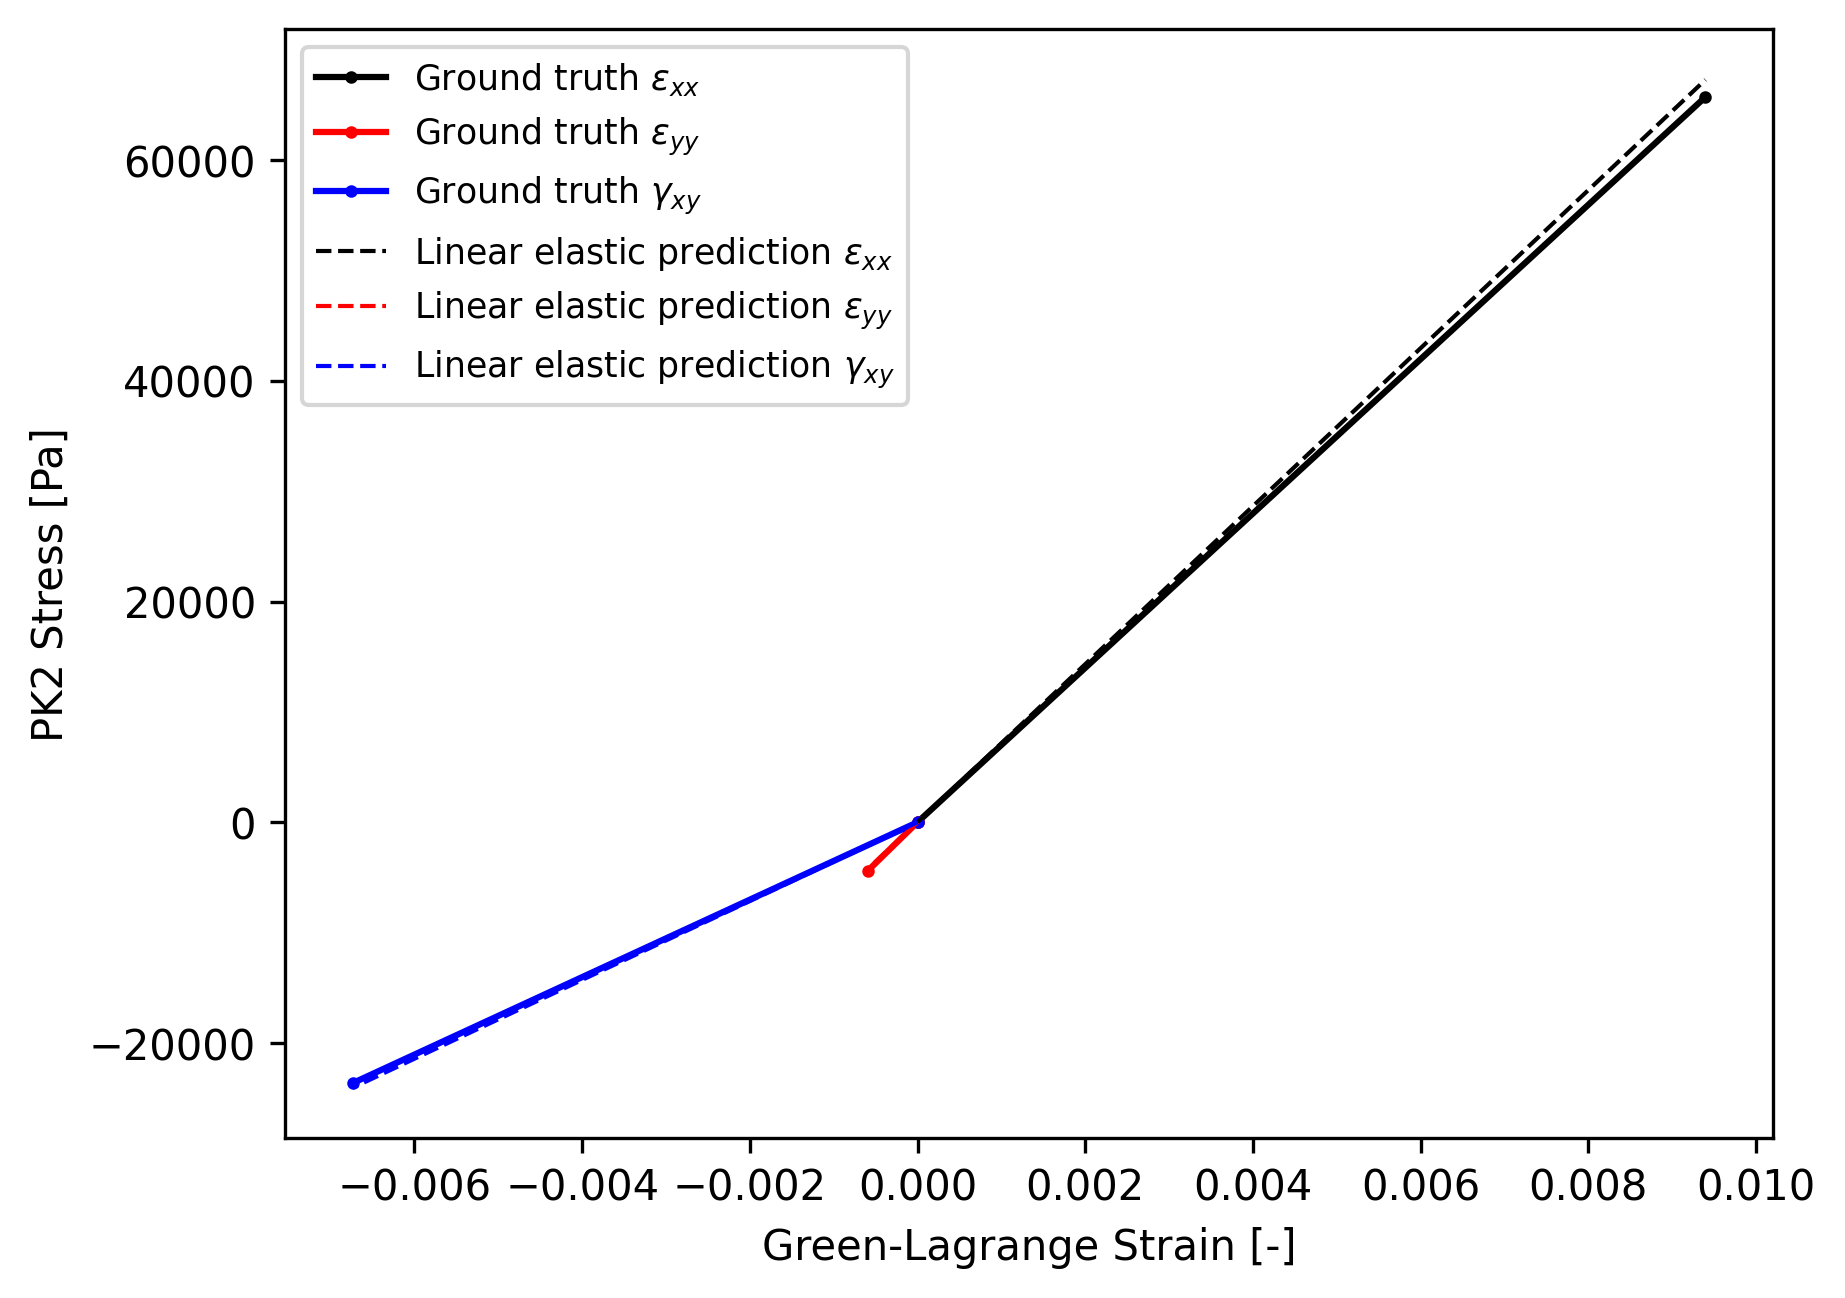 Ground truth εxx
Ground truth εyy
Ground truth γxy
Linear elastic prediction εxx
Linear elastic prediction εyy
Linear elastic prediction γxy
60000
40000
20000
0
−20000
PK2 Stress [Pa]
−0.006 −0.004 −0.002 0.000 0.002 0.004 0.006 0.008 0.010
Green-Lagrange Strain [-]